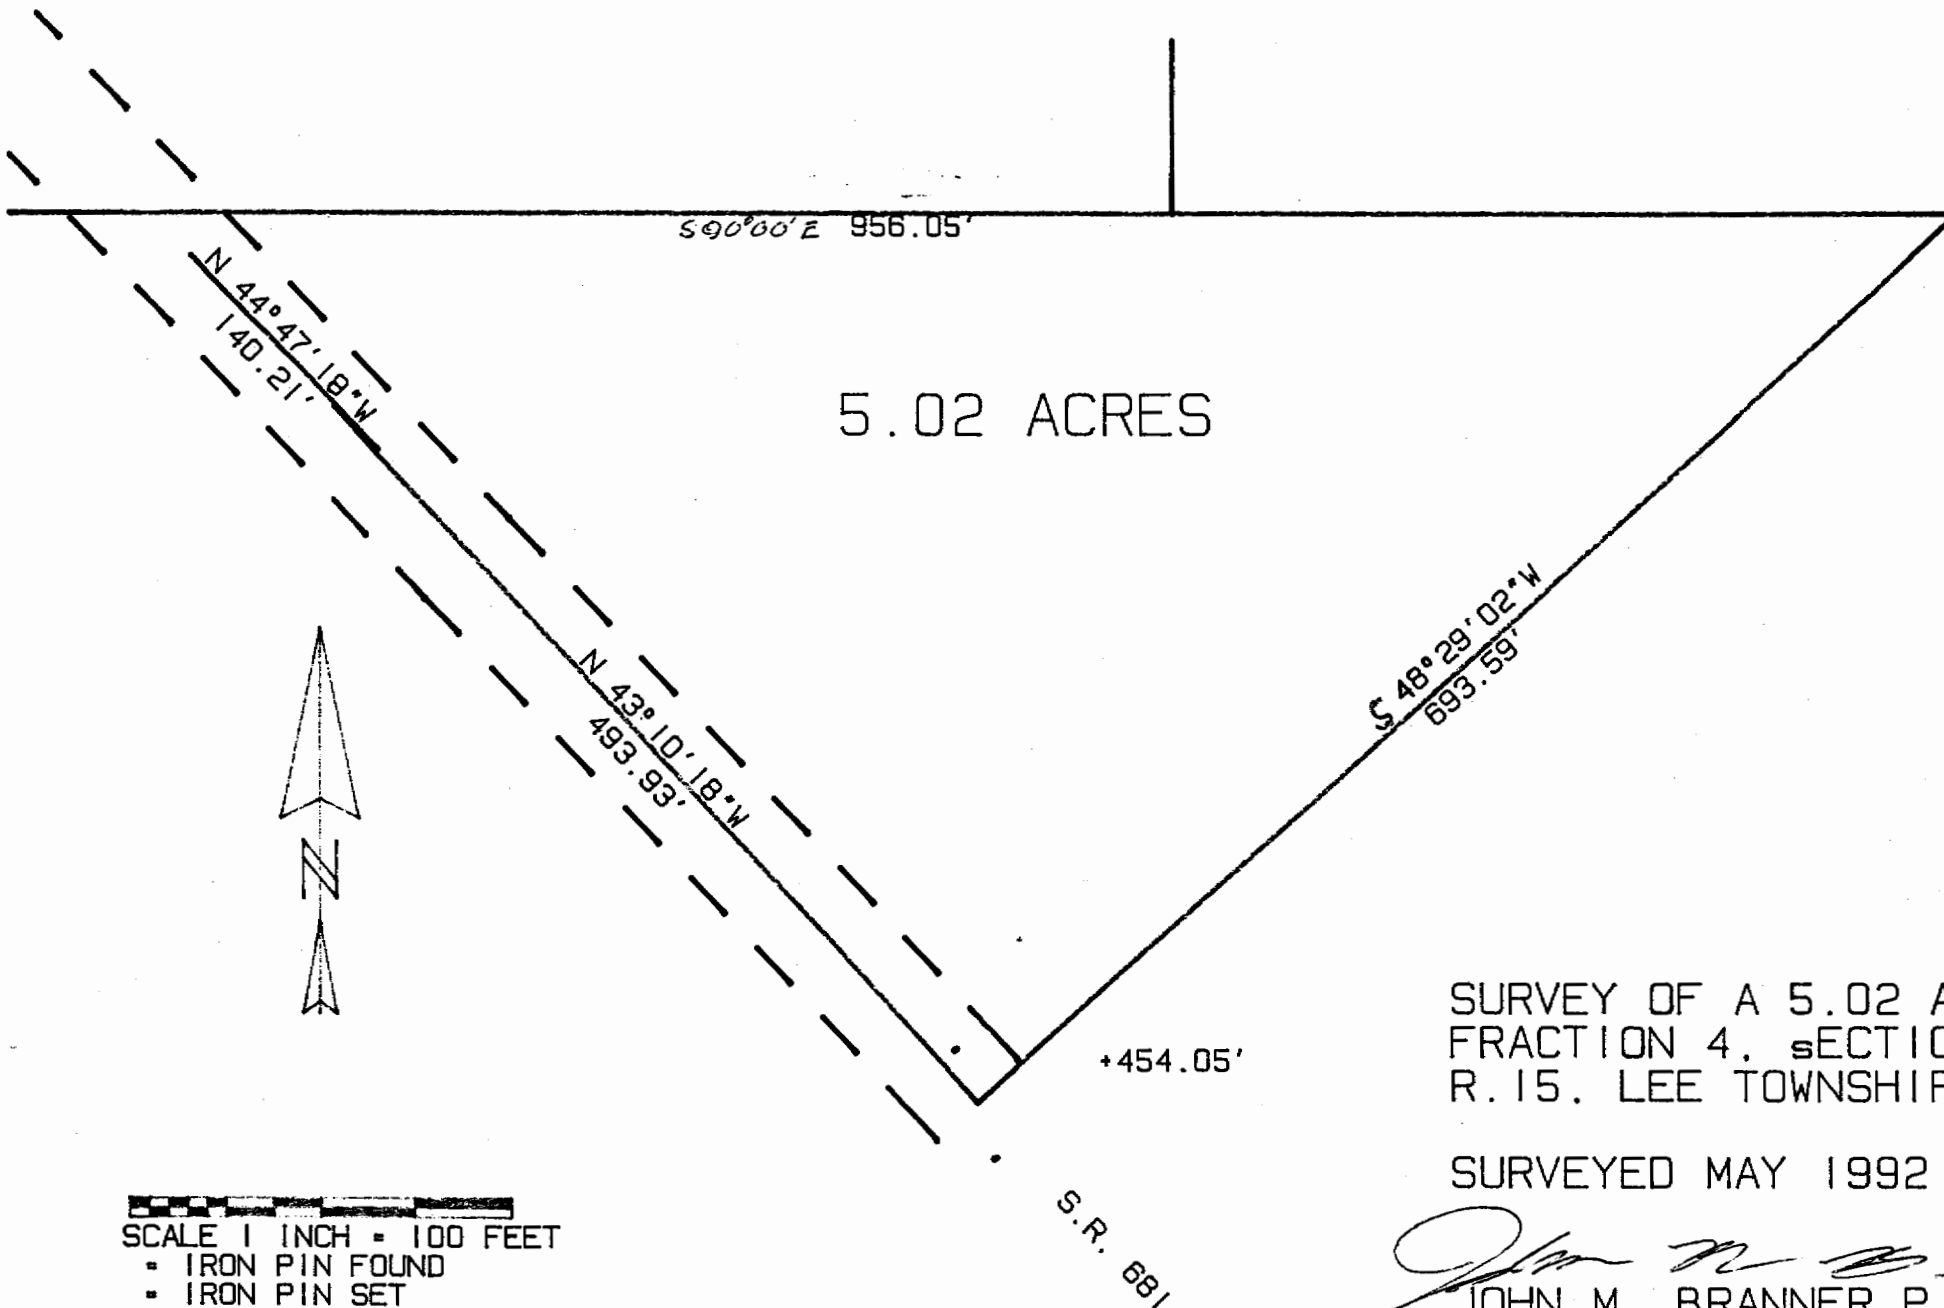 S90°00'E 956.05'
N 44°47'18"W
140.21'
5.02 ACRES
S 48°29'02"W
693.59'
N 43°10'18"W
493.93'
N
+454.05'
SURVEY OF A 5.02 A
FRACTION 4. sECTIO
R.15. LEE TOWNSHIP
SURVEYED MAY 1992
S.R. 681
SCALE 1 INCH = 100 FEET
= IRON PIN FOUND
= IRON PIN SET
JOHN M. BRANNER P.